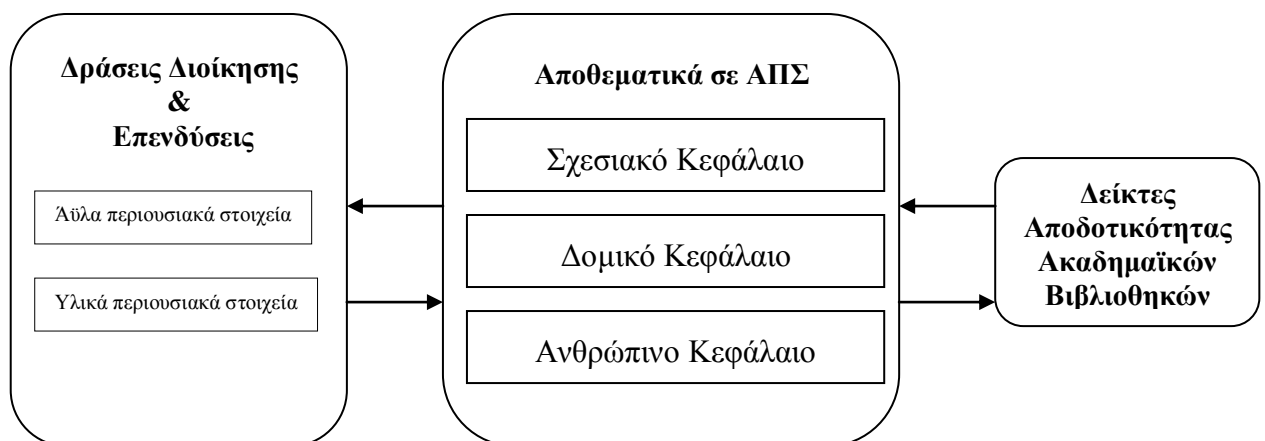 Δράσεις Διοίκησης
&
Επενδύσεις
Άϋλα περιουσιακά στοιχεία
Υλικά περιουσιακά στοιχεία
Αποθεματικά σε ΑΠΣ
Σχεσιακό Κεφάλαιο
Δομικό Κεφάλαιο
Ανθρώπινο Κεφάλαιο
Δείκτες
Αποδοτικότητας
Ακαδημαϊκών
Βιβλιοθηκών